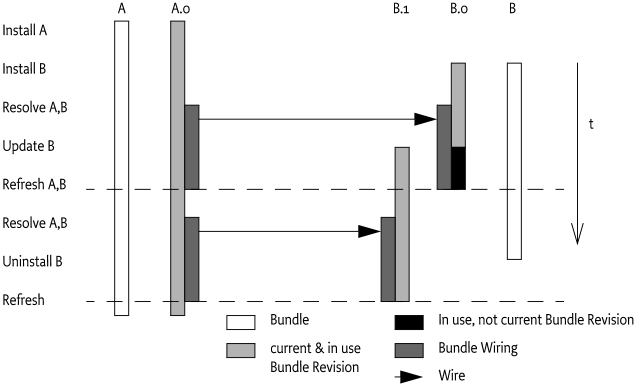 A A.0 B.1 B.0 B
Install A
Install B
Resolve A,B
t
Update B
Refresh A,B
Resolve A,B
Uninstall B
Refresh
Bundle
In use, not current Bundle Revision
current & in use
Bundle Revision
Bundle Wiring
Wire